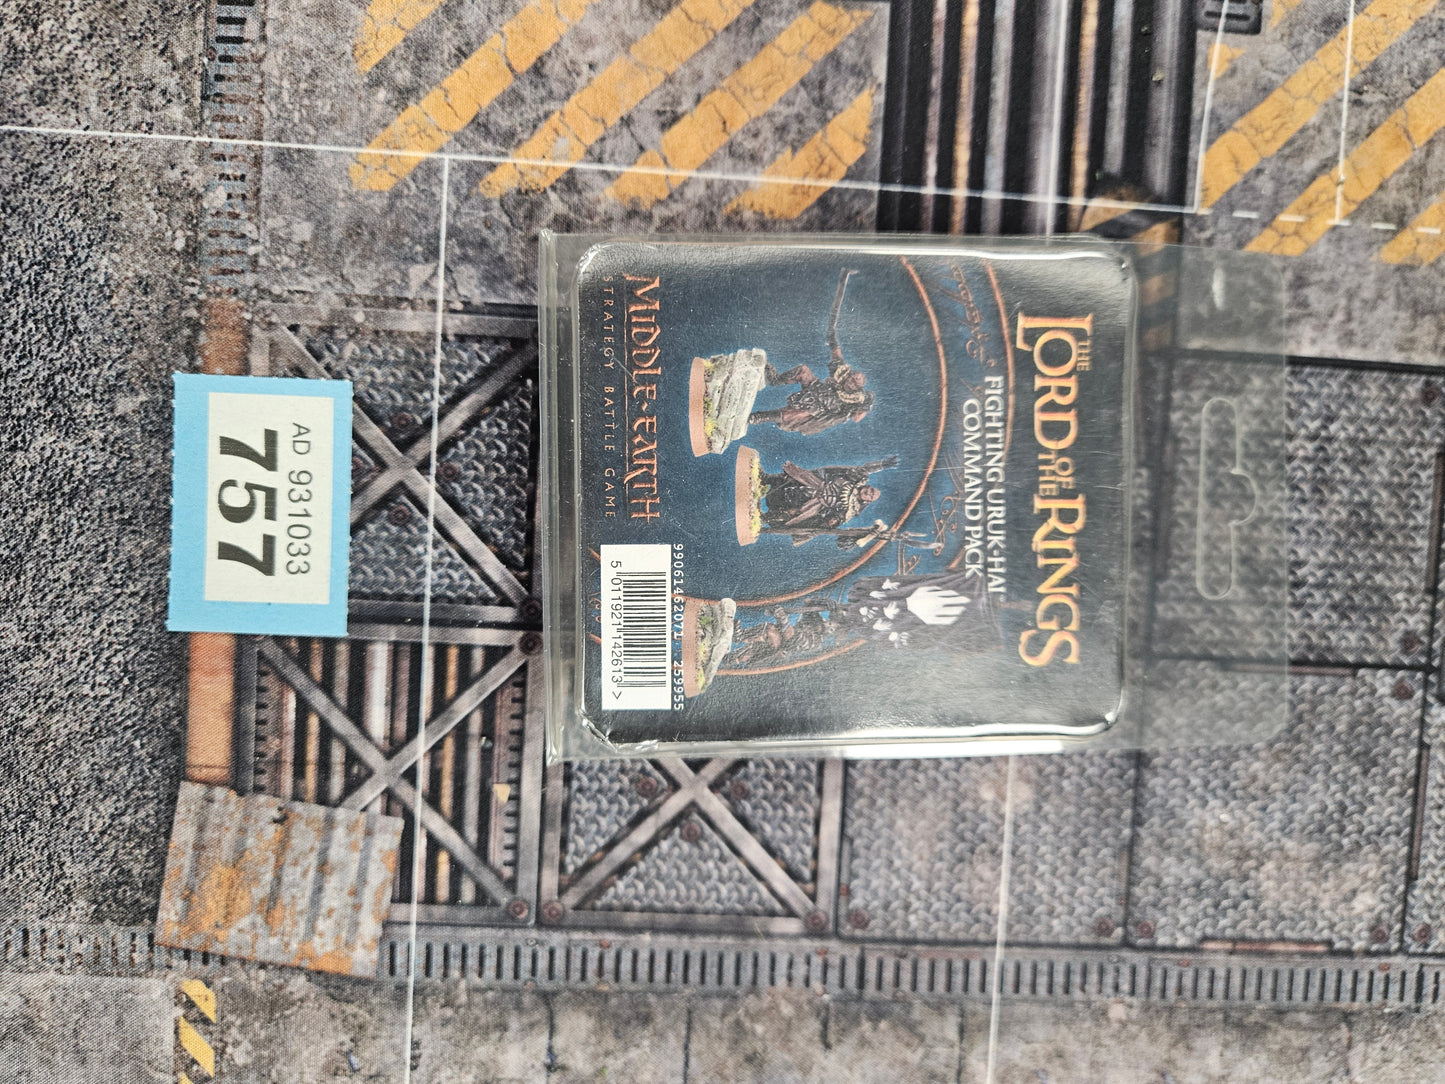 THE
LORD OF
THE RINGS
FIGHTING URUK-HAI
COMMAND PACK
MIDDLE-EARTH
STRATEGY BATTLE GAME
99061462071 259955
5 011921 142613 >
AD 931033
757